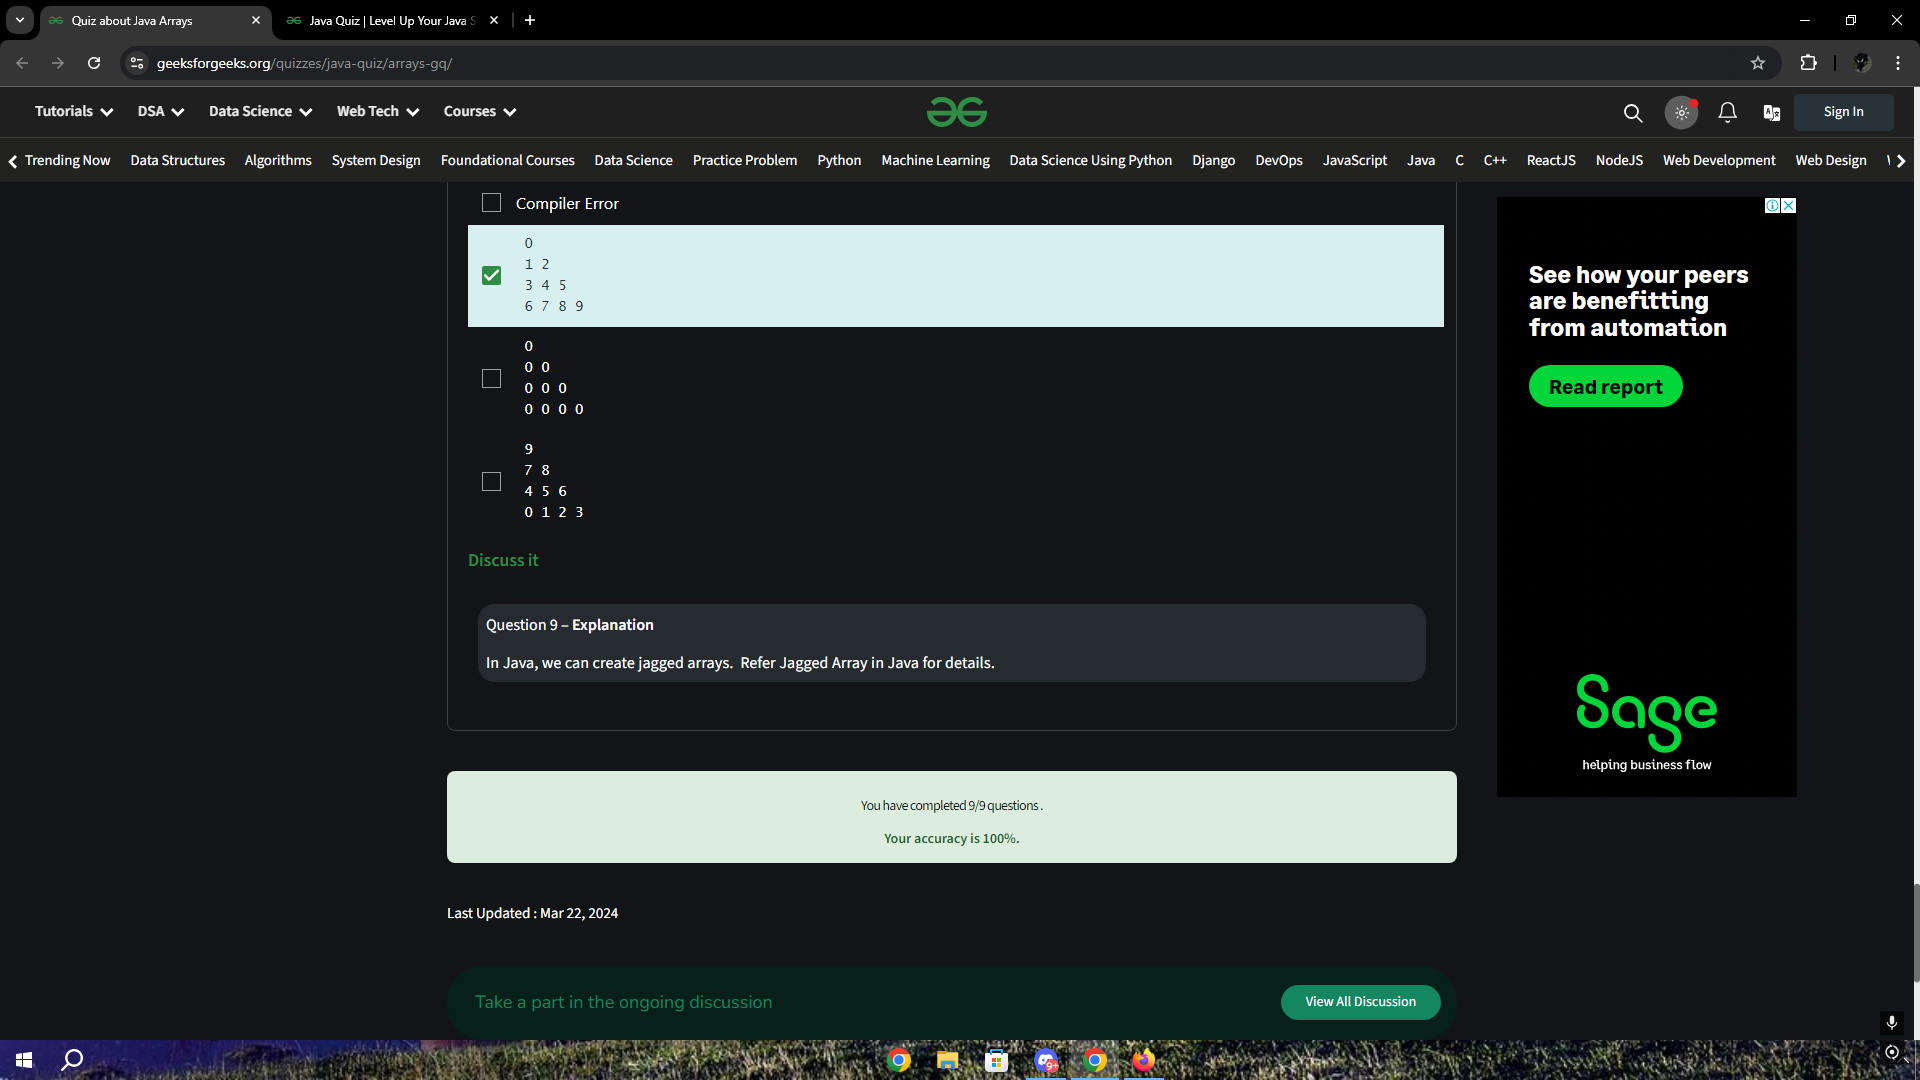 Quiz about Java Arrays
Java Quiz | Level Up Your Java S
geeksforgeeks.org/quizzes/java-quiz/arrays-gq/
Tutorials DSA Data Science Web Tech Courses Sign In
Trending Now Data Structures Algorithms System Design Foundational Courses Data Science Practice Problem Python Machine Learning Data Science Using Python Django DevOps JavaScript Java C C++ ReactJS NodeJS Web Development Web Design
Compiler Error
0
1 2
3 4 5
6 7 8 9
0
0 0
0 0 0
0 0 0 0
9
7 8
4 5 6
0 1 2 3
Discuss it
Question 9 – Explanation
In Java, we can create jagged arrays.  Refer Jagged Array in Java for details.
You have completed 9/9 questions .
Your accuracy is 100%.
Last Updated : Mar 22, 2024
Take a part in the ongoing discussion
View All Discussion
See how your peers
are benefitting
from automation
Read report
Sage
helping business flow
9+